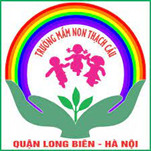 TRƯỜNG MẦM NON THẠCH CẦU
QUẬN LONG BIÊN - HÀ NỘI